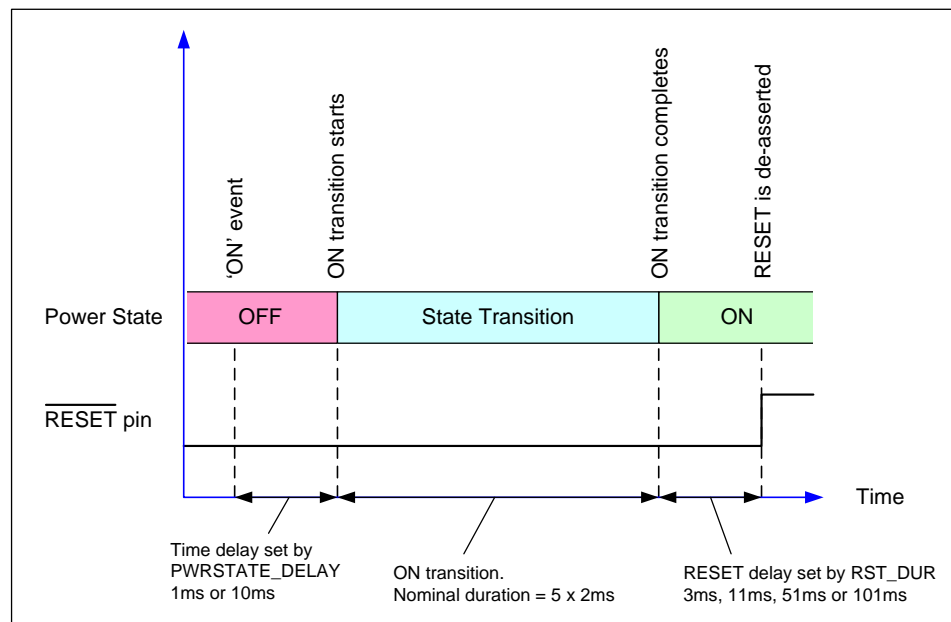 'ON' event
ON transition starts
ON transition completes
RESET is de-asserted
Power State
OFF
State Transition
ON
RESET pin
Time
Time delay set by
PWRSTATE_DELAY
1ms or 10ms
ON transition.
Nominal duration = 5 x 2ms
RESET delay set by RST_DUR
3ms, 11ms, 51ms or 101ms